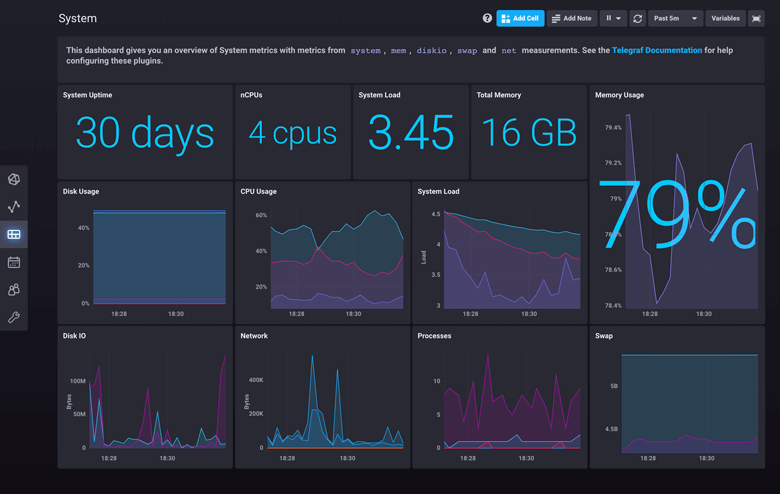 System
Add Cell
Add Note
Past 5m
Variables
This dashboard gives you an overview of System metrics with metrics from system, mem, diskio, swap and net measurements. See the Telegraf Documentation for help
configuring these plugins.
System Uptime
30 days
nCPUs
4 cpus
System Load
3.45
Total Memory
16 GB
Memory Usage
79.4%
79.2%
79%
78.6%
78.4%
79%
18:28
18:30
Disk Usage
40%
20%
0%
18:28
18:30
CPU Usage
60%
40%
20%
18:28
18:30
System Load
Load
4.5
4
3.5
3
18:28
18:30
Disk IO
Bytes
100M
50M
0
18:28
18:30
Network
Bytes
400K
200K
0
18:28
18:30
Processes
10
5
0
18:28
18:30
Swap
5B
4.5B
18:28
18:30